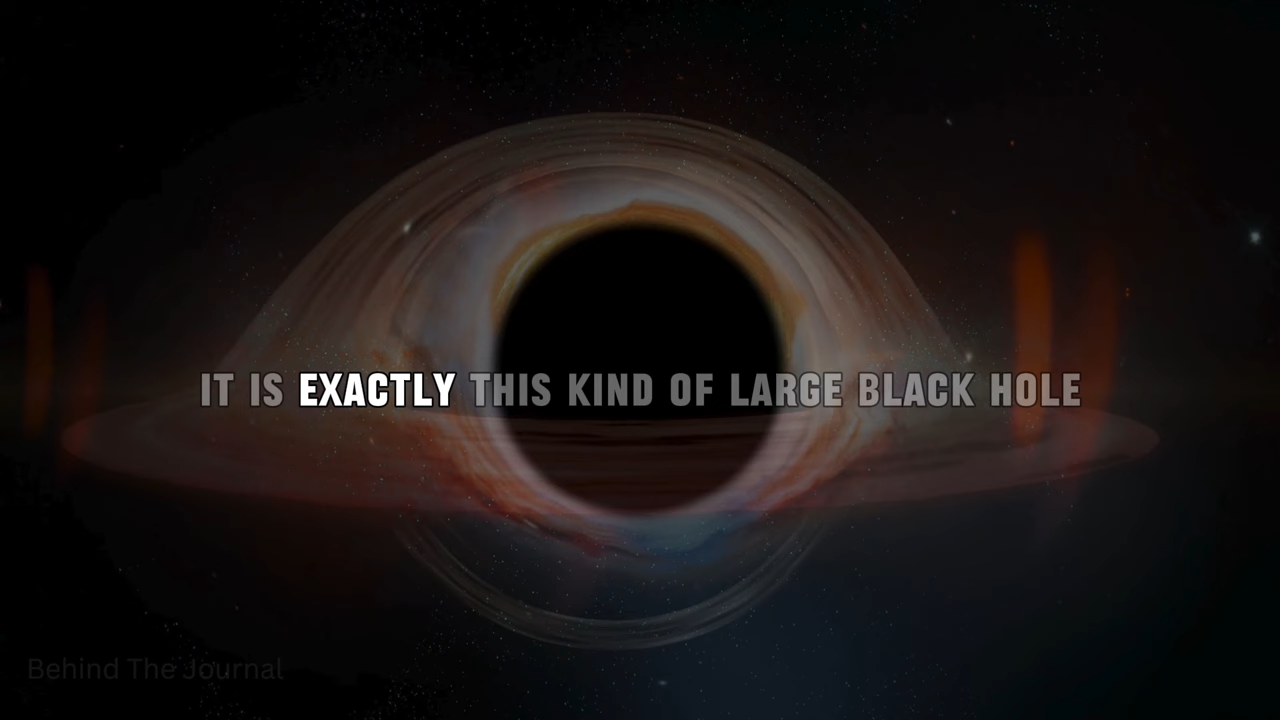 IT IS EXACTLY THIS KIND OF LARGE BLACK HOLE
Behind The Journal